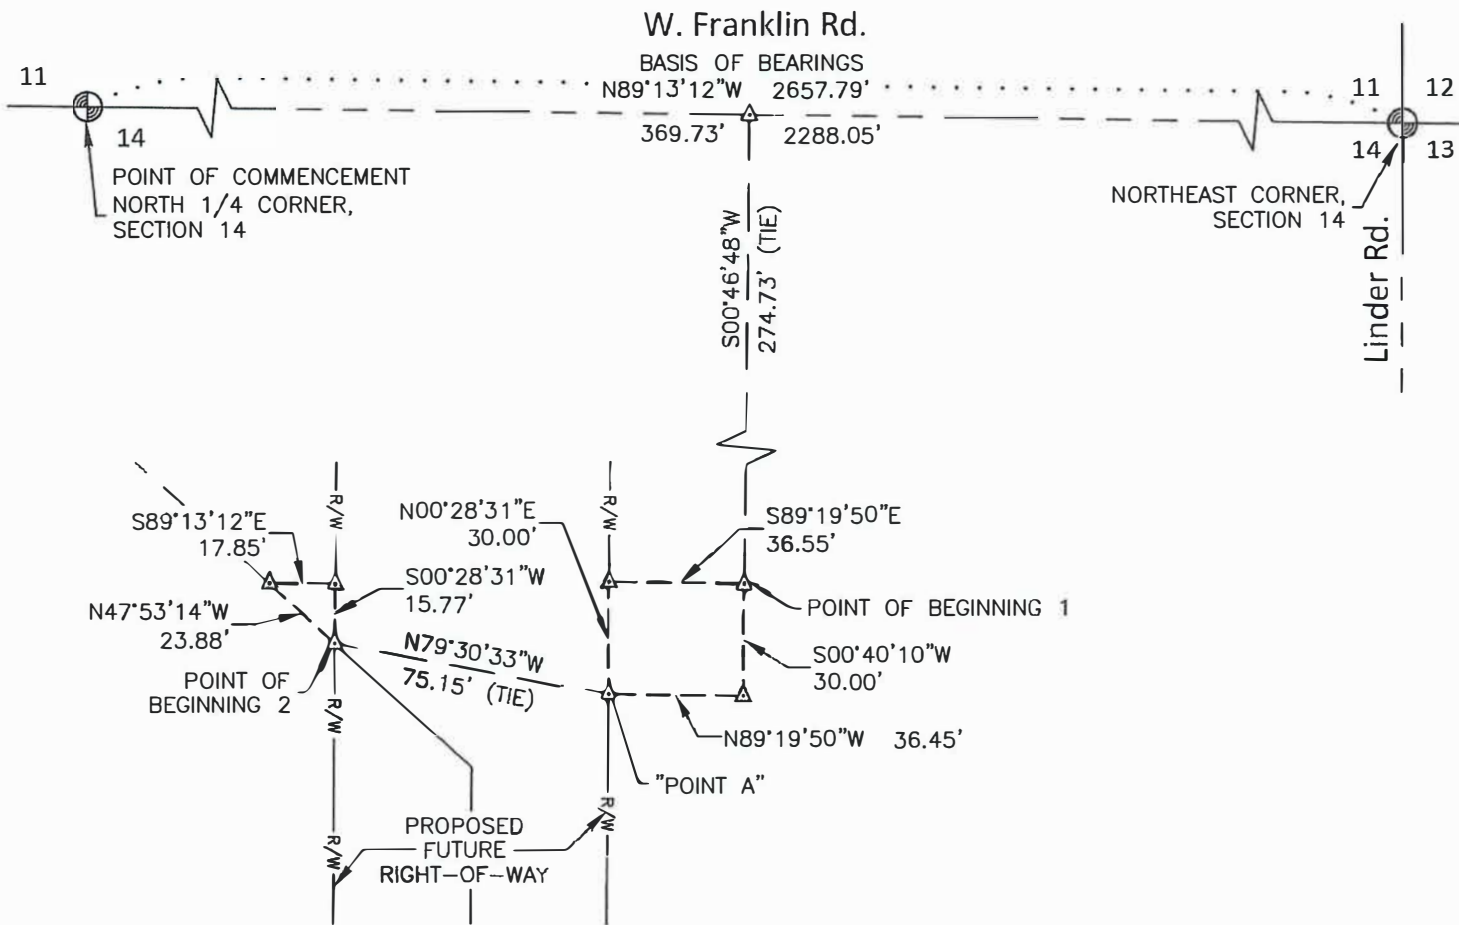 W. Franklin Rd.
BASIS OF BEARINGS
N89°13'12"W 2657.79'
369.73' 2288.05'
11
14
POINT OF COMMENCEMENT
NORTH 1/4 CORNER,
SECTION 14
11 12
14 13
NORTHEAST CORNER,
SECTION 14
Linder Rd.
S00°46'48"W
274.73' (TIE)
R/W
R/W
S89°13'12"E
17.85'
N00°28'31"E
30.00'
S89°19'50"E
36.55'
S00°28'31"W
15.77'
POINT OF BEGINNING 1
N47°53'14"W
23.88'
N79°30'33"W
75.15' (TIE)
S00°40'10"W
30.00'
POINT OF
BEGINNING 2
R/W
N89°19'50"W 36.45'
"POINT A"
R/W
R/W
PROPOSED
FUTURE
RIGHT-OF-WAY